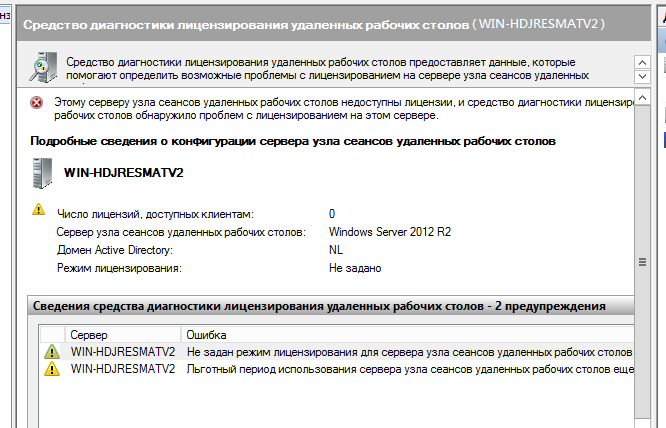 Средство диагностики лицензирования удаленных рабочих столов (WIN-HDJRESMATV2)
Средство диагностики лицензирования удаленных рабочих столов предоставляет данные, которые
помогают определить возможные проблемы с лицензированием на сервере узла сеансов удаленных
Этому серверу узла сеансов удаленных рабочих столов недоступны лицензии, и средство диагностики лицензиро
рабочих столов обнаружило проблем с лицензированием на этом сервере.
Подробные сведения о конфигурации сервера узла сеансов удаленных рабочих столов
WIN-HDJRESMATV2
Число лицензий, доступных клиентам: 0
Сервер узла сеансов удаленных рабочих столов: Windows Server 2012 R2
Домен Active Directory: NL
Режим лицензирования: Не задано
Сведения средства диагностики лицензирования удаленных рабочих столов - 2 предупреждения
Сервер Ошибка
WIN-HDJRESMATV2 Не задан режим лицензирования для сервера узла сеансов удаленных рабочих столов
WIN-HDJRESMATV2 Льготный период использования сервера узла сеансов удаленных рабочих столов еще